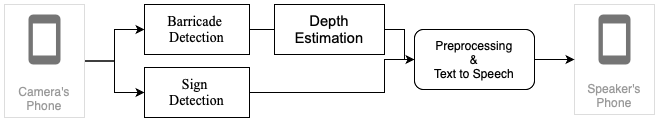 Camera's
Phone
Barricade
Detection
Depth
Estimation
Sign
Detection
Preprocessing
&
Text to Speech
Speaker's
Phone